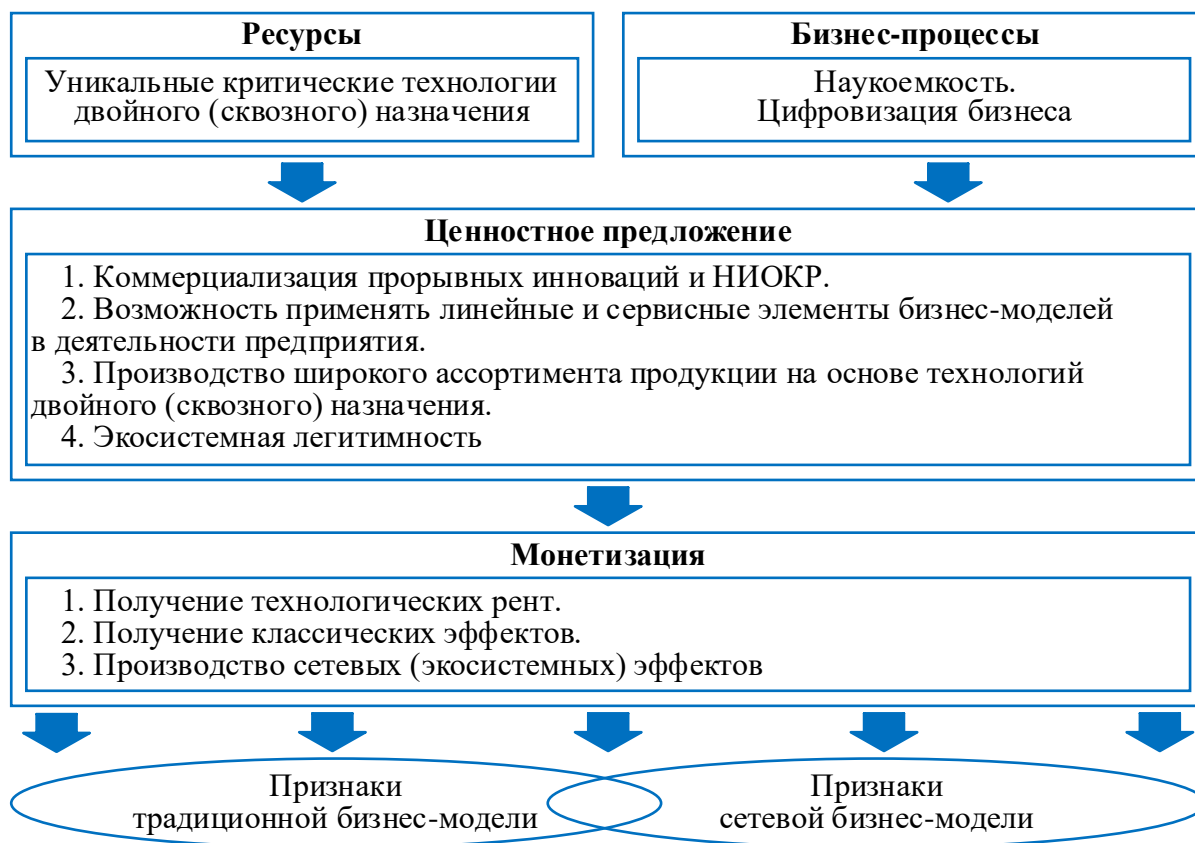 Ресурсы
Уникальные критические технологии
двойного (сквозного) назначения
Бизнес-процессы
Наукоемкость.
Цифровизация бизнеса
Ценностное предложение
1. Коммерциализация прорывных инноваций и НИОКР.
2. Возможность применять линейные и сервисные элементы бизнес-моделей
в деятельности предприятия.
3. Производство широкого ассортимента продукции на основе технологий
двойного (сквозного) назначения.
4. Экосистемная легитимность
Монетизация
1. Получение технологических рент.
2. Получение классических эффектов.
3. Производство сетевых (экосистемных) эффектов
Признаки
традиционной бизнес-модели
Признаки
сетевой бизнес-модели